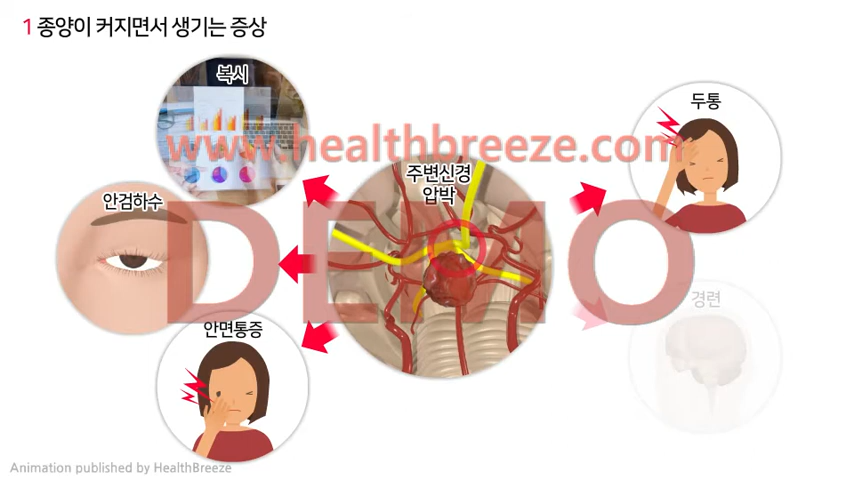 1 종양이 커지면서 생기는 증상
복시
두통
www.healthbreeze.com
주변신경
압박
안검하수
DEMO
경련
안면통증
Animation published by HealthBreeze